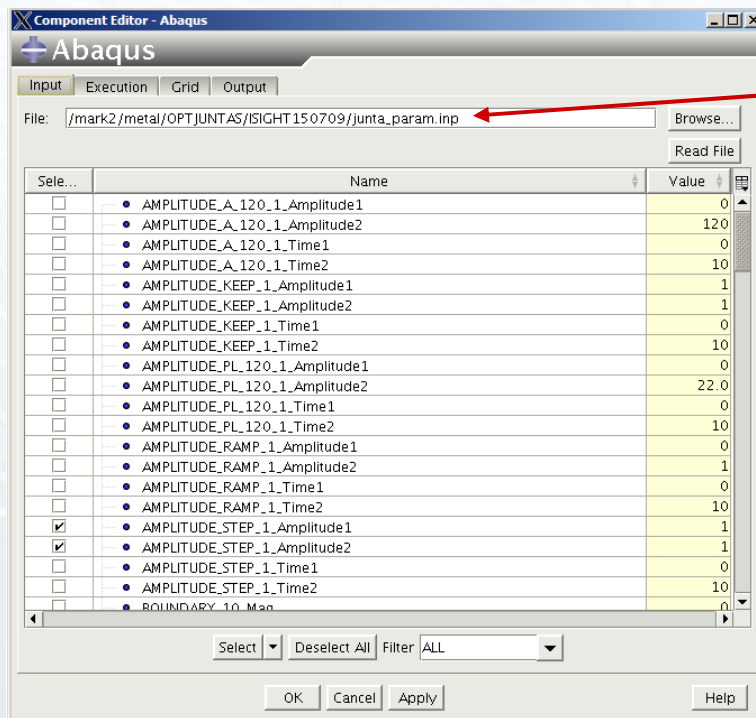 Component Editor - Abaqus
Abaqus
Input Execution Grid Output
File: /mark2/metal/OPTJUNTAS/ISIGHT150709/junta_param.inp Browse...
Read File
Sele... Name Value
AMPLITUDE_A_120_1_Amplitude1 0
AMPLITUDE_A_120_1_Amplitude2 120
AMPLITUDE_A_120_1_Time1 0
AMPLITUDE_A_120_1_Time2 10
AMPLITUDE_KEEP_1_Amplitude1 1
AMPLITUDE_KEEP_1_Amplitude2 1
AMPLITUDE_KEEP_1_Time1 0
AMPLITUDE_KEEP_1_Time2 10
AMPLITUDE_PL_120_1_Amplitude1 0
AMPLITUDE_PL_120_1_Amplitude2 22.0
AMPLITUDE_PL_120_1_Time1 0
AMPLITUDE_PL_120_1_Time2 10
AMPLITUDE_RAMP_1_Amplitude1 0
AMPLITUDE_RAMP_1_Amplitude2 1
AMPLITUDE_RAMP_1_Time1 0
AMPLITUDE_RAMP_1_Time2 10
AMPLITUDE_STEP_1_Amplitude1 1
AMPLITUDE_STEP_1_Amplitude2 1
AMPLITUDE_STEP_1_Time1 0
AMPLITUDE_STEP_1_Time2 10
BOUNDARY_10_Mag 0
Select Deselect All Filter ALL
OK Cancel Apply Help